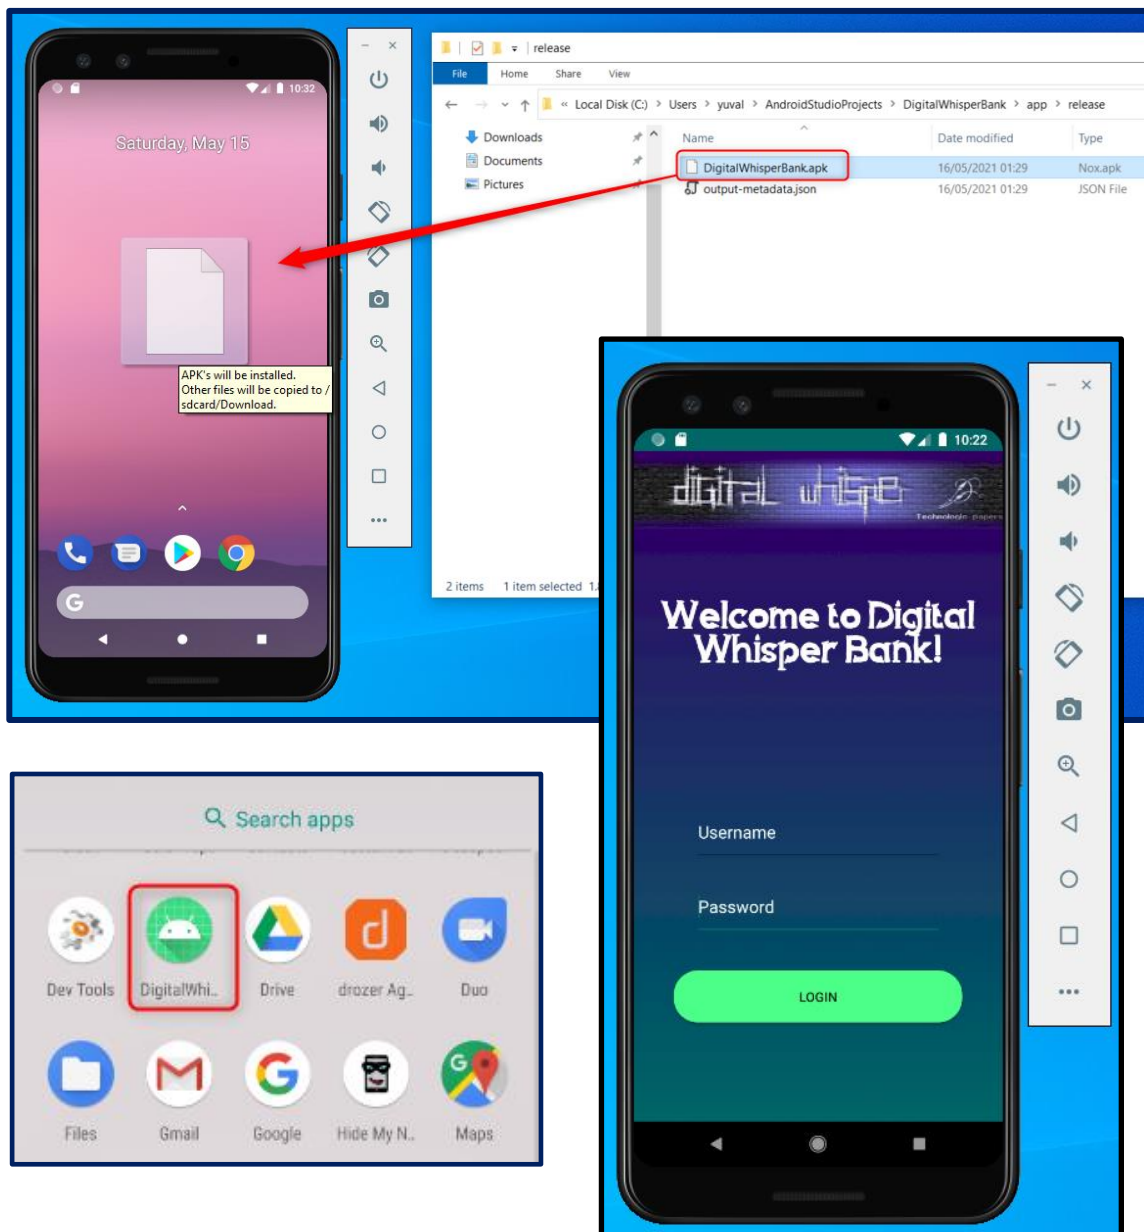 10:32
Saturday, May 15
APK's will be installed.
Other files will be copied to /
sdcard/Download.
G
release
File Home Share View
« Local Disk (C:) > Users > yuval > AndroidStudioProjects > DigitalWhisperBank > app > release
Downloads
Documents
Pictures
Name Date modified Type
DigitalWhisperBank.apk 16/05/2021 01:29 Nox.apk
output-metadata.json 16/05/2021 01:29 JSON File
2 items 1 item selected
10:22
digital whisper
Technologic papers
Welcome to Digital
Whisper Bank!
Username
Password
LOGIN
Search apps
Dev Tools DigitalWhi... Drive drozer Ag... Duo
Files Gmail Google Hide My N... Maps